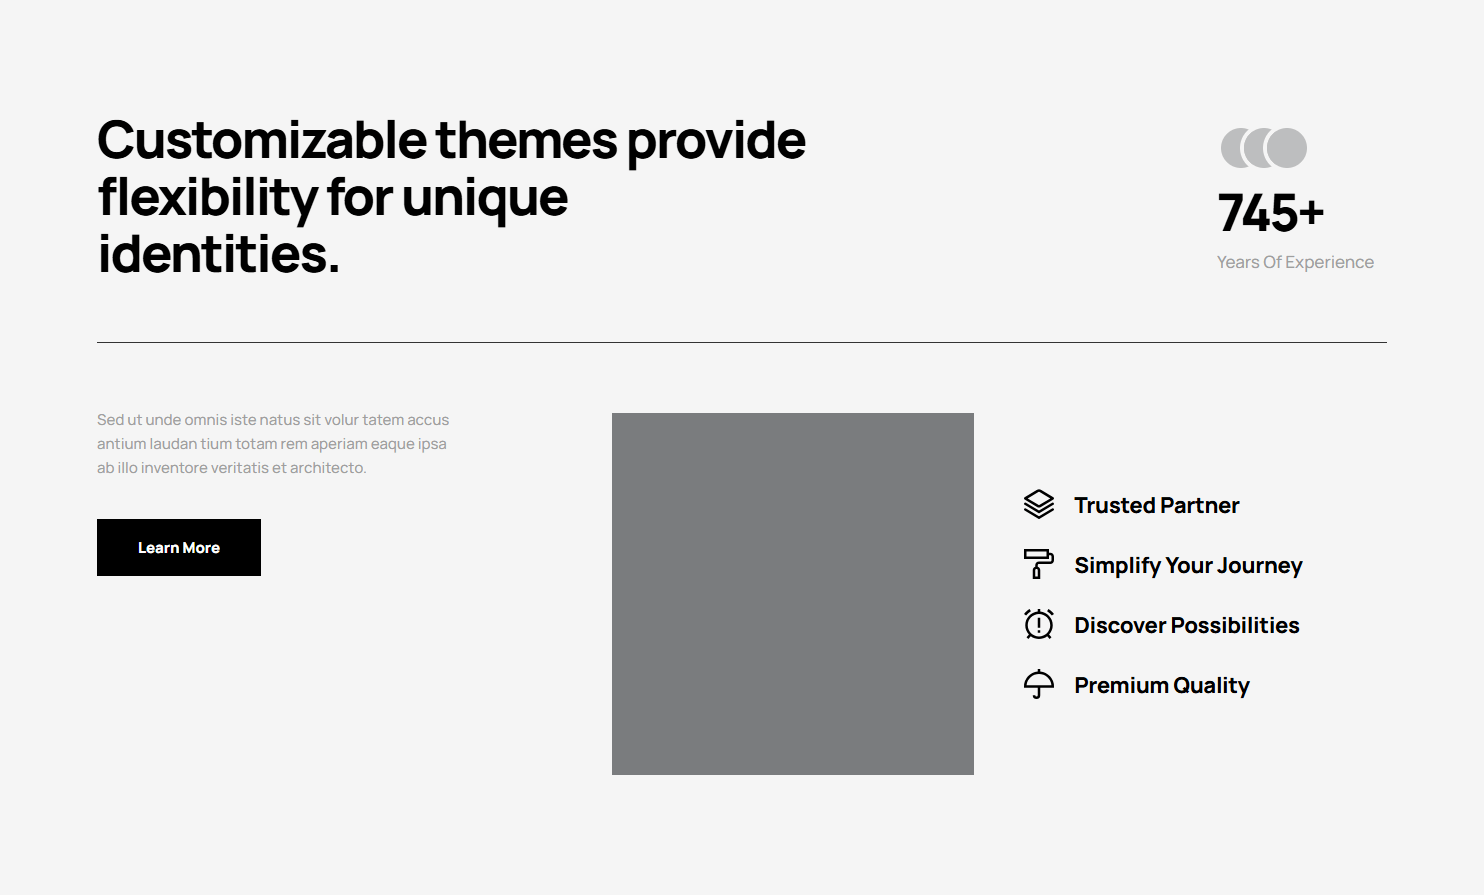 Customizable themes provide
flexibility for unique
identities.
745+
Years Of Experience
Sed ut unde omnis iste natus sit volur tatem accus
antium laudan tium totam rem aperiam eaque ipsa
ab illo inventore veritatis et architecto.
Learn More
Trusted Partner
Simplify Your Journey
Discover Possibilities
Premium Quality